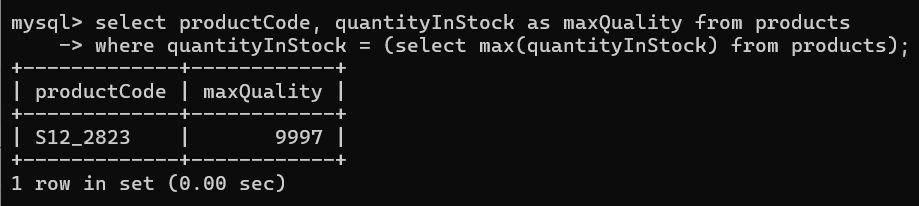 mysql> select productCode, quantityInStock as maxQuality from products
    -> where quantityInStock = (select max(quantityInStock) from products);
+-------------+------------+
| productCode | maxQuality |
+-------------+------------+
| S12_2823    |       9997 |
+-------------+------------+
1 row in set (0.00 sec)